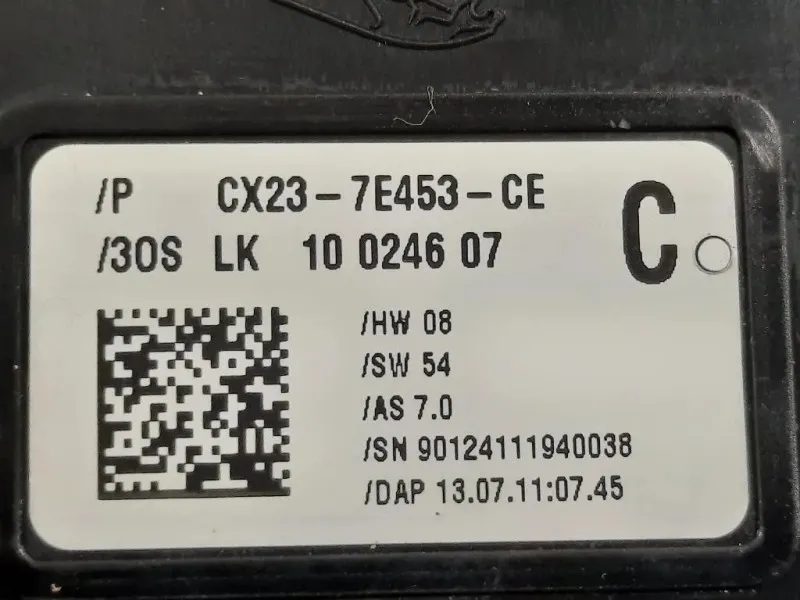 /P CX23-7E453-CE
/3OS LK 10 0246 07
C
/HW 08
/SW 54
/AS 7.0
/SN 90124111940038
/DAP 13.07.11:07.45